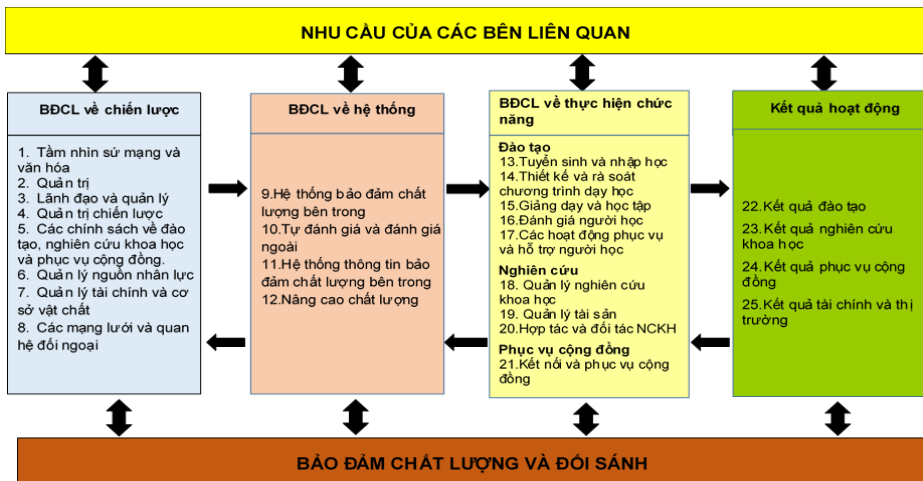 NHU CẦU CỦA CÁC BÊN LIÊN QUAN
BĐCL về chiến lược
1. Tầm nhìn sứ mạng và
văn hóa
2. Quản trị
3. Lãnh đạo và quản lý
4. Quản trị chiến lược
5. Các chính sách về đào
tạo, nghiên cứu khoa học
và phục vụ cộng đồng.
6. Quản lý nguồn nhân lực
7. Quản lý tài chính và cơ
sở vật chất
8. Các mạng lưới và quan
hệ đối ngoại
BĐCL về hệ thống
9.Hệ thống bảo đảm chất
lượng bên trong
10.Tự đánh giá và đánh giá
ngoài
11.Hệ thống thông tin bảo
đảm chất lượng bên trong
12.Nâng cao chất lượng
BĐCL về thực hiện chức
năng
Đào tạo
13.Tuyển sinh và nhập học
14.Thiết kế và rà soát
chương trình dạy học
15.Giảng dạy và học tập
16.Đánh giá người học
17.Các hoạt động phục vụ
và hỗ trợ người học
Nghiên cứu
18. Quản lý nghiên cứu
khoa học
19. Quản lý tài sản
20.Hợp tác và đối tác NCKH
Phục vụ cộng đồng
21.Kết nối và phục vụ cộng
đồng
Kết quả hoạt động
22.Kết quả đào tạo
23.Kết quả nghiên cứu
khoa học
24.Kết quả phục vụ cộng
đồng
25.Kết quả tài chính và thị
trường
BẢO ĐẢM CHẤT LƯỢNG VÀ ĐỐI SÁNH